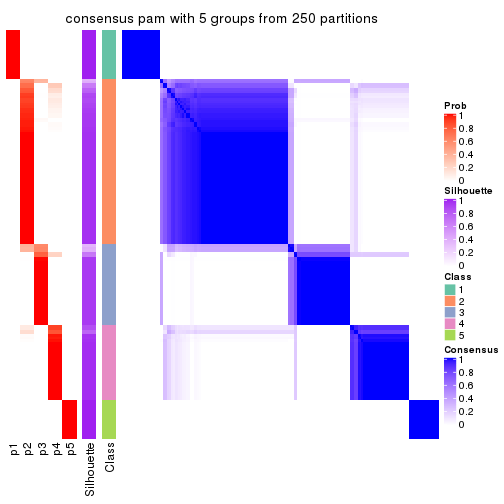 consensus pam with 5 groups from 250 partitions
Prob
1
0.8
0.6
0.4
0.2
0
Silhouette
1
0.8
0.6
0.4
0.2
0
Class
1
2
3
4
5
Consensus
1
0.8
0.6
0.4
0.2
0
p1
p2
p3
p4
p5
Silhouette
Class